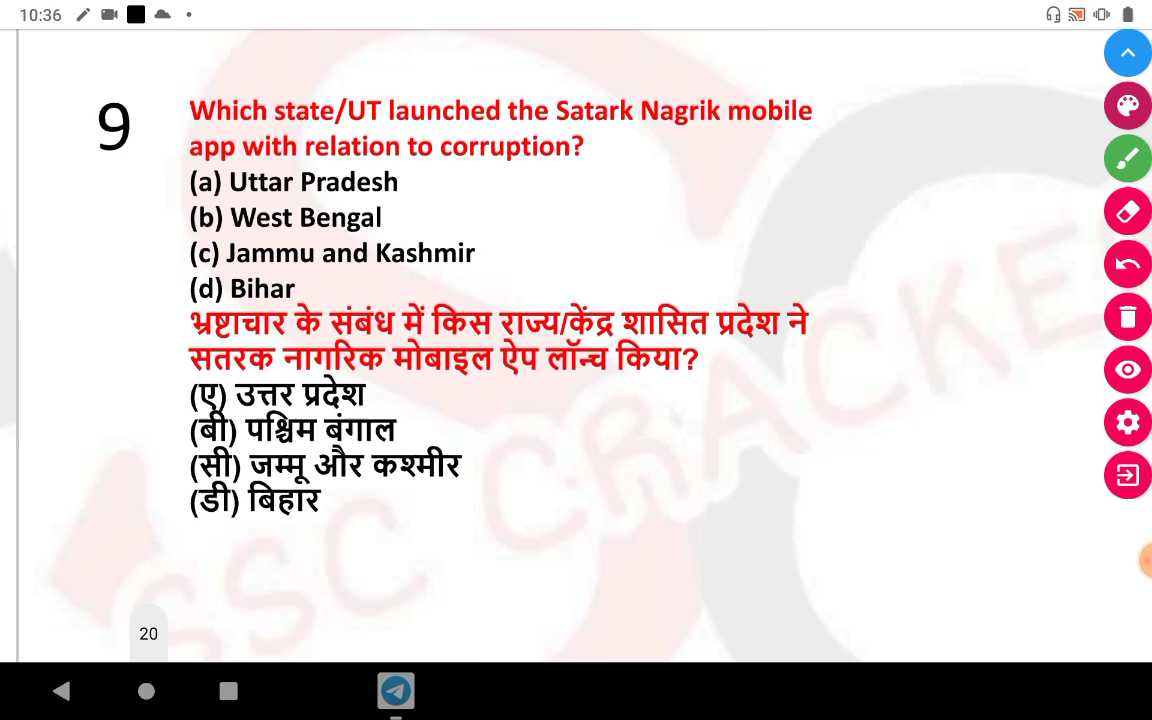 10:36
9
Which state/UT launched the Satark Nagrik mobile
app with relation to corruption?
(a) Uttar Pradesh
(b) West Bengal
(c) Jammu and Kashmir
(d) Bihar
भ्रष्टाचार के संबंध में किस राज्य/केंद्र शासित प्रदेश ने
सतरक नागरिक मोबाइल ऐप लॉन्च किया?
(ए) उत्तर प्रदेश
(बी) पश्चिम बंगाल
(सी) जम्मू और कश्मीर
(डी) बिहार
SSC CRACKE
20